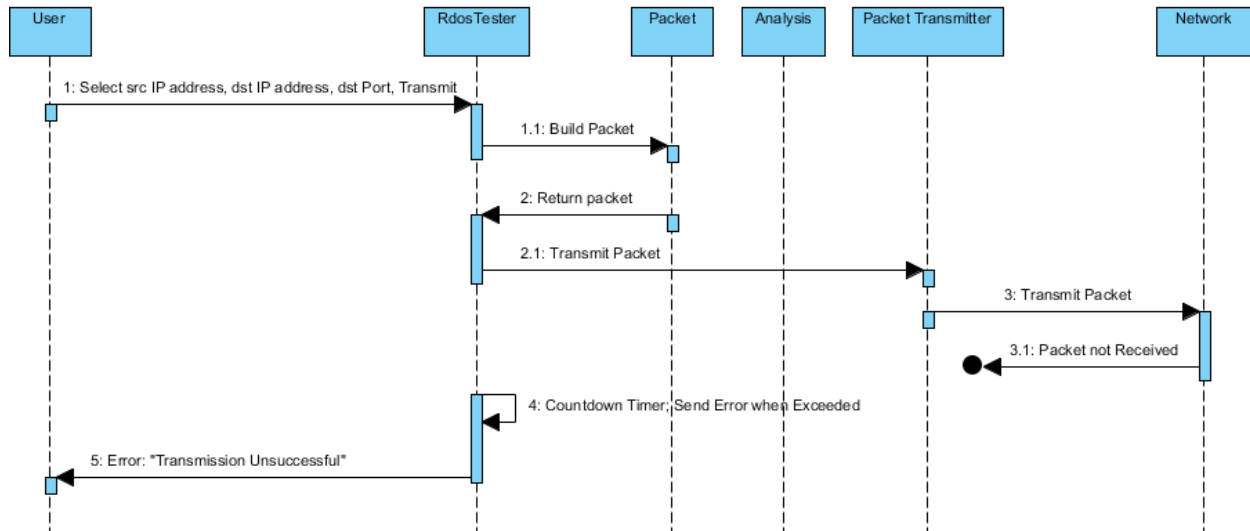 User
RdosTester
Packet
Analysis
Packet Transmitter
Network
1: Select src IP address, dst IP address, dst Port, Transmit
1.1: Build Packet
2: Return packet
2.1: Transmit Packet
3: Transmit Packet
3.1: Packet not Received
4: Countdown Timer; Send Error when Exceeded
5: Error: "Transmission Unsuccessful"